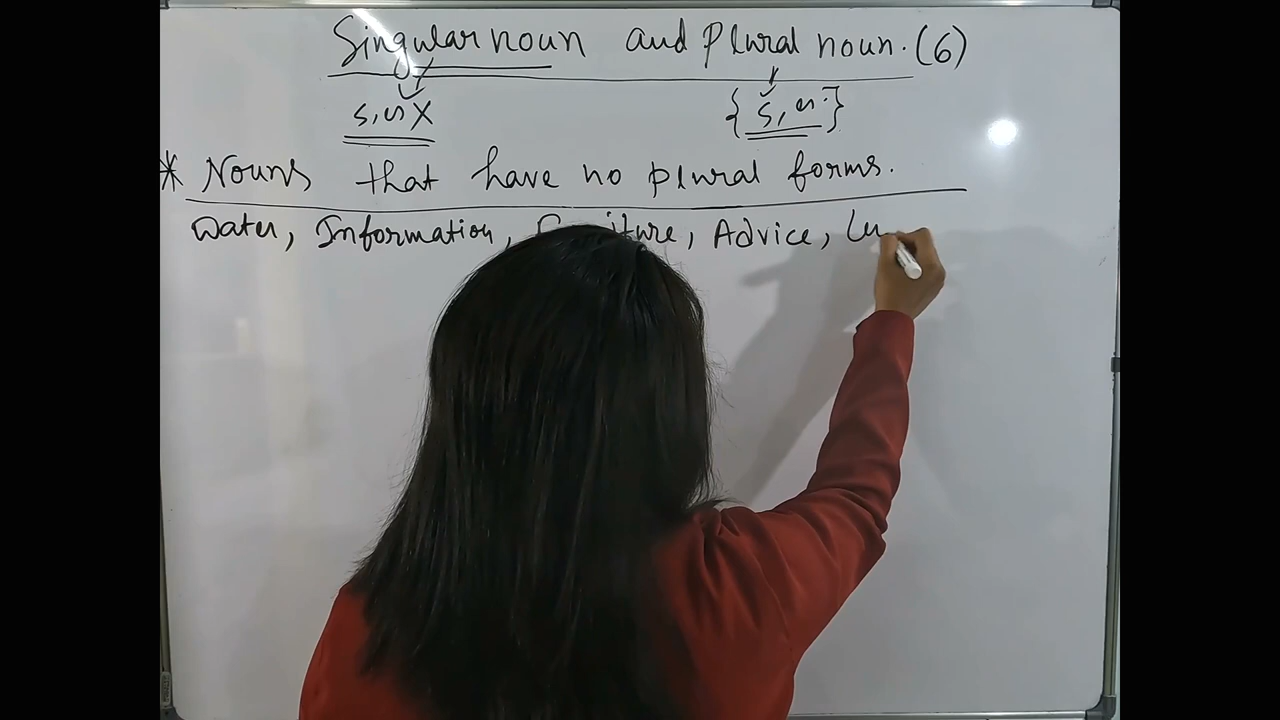 Singular noun and Plural noun. (6)
s, es X { s, es. }
* Nouns that have no plural forms.
Water, Information, Advice,